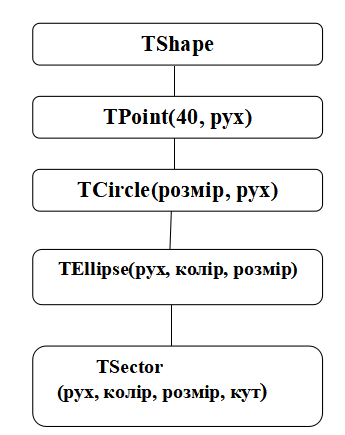 TShape
TPoint(40, рух)
TCircle(розмір, рух)
TEllipse(рух, колір, розмір)
TSector
(рух, колір, розмір, кут)